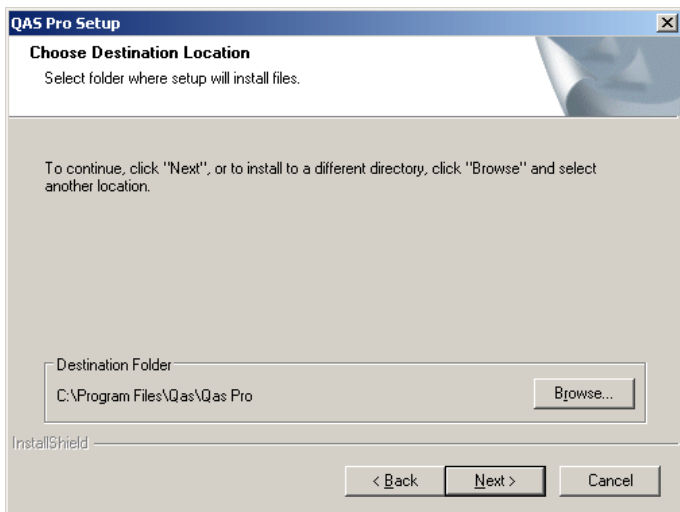 QAS Pro Setup
Choose Destination Location
Select folder where setup will install files.
To continue, click "Next", or to install to a different directory, click "Browse" and select
another location.
Destination Folder
C:\Program Files\Qas\Qas Pro
Browse...
InstallShield
< Back
Next >
Cancel